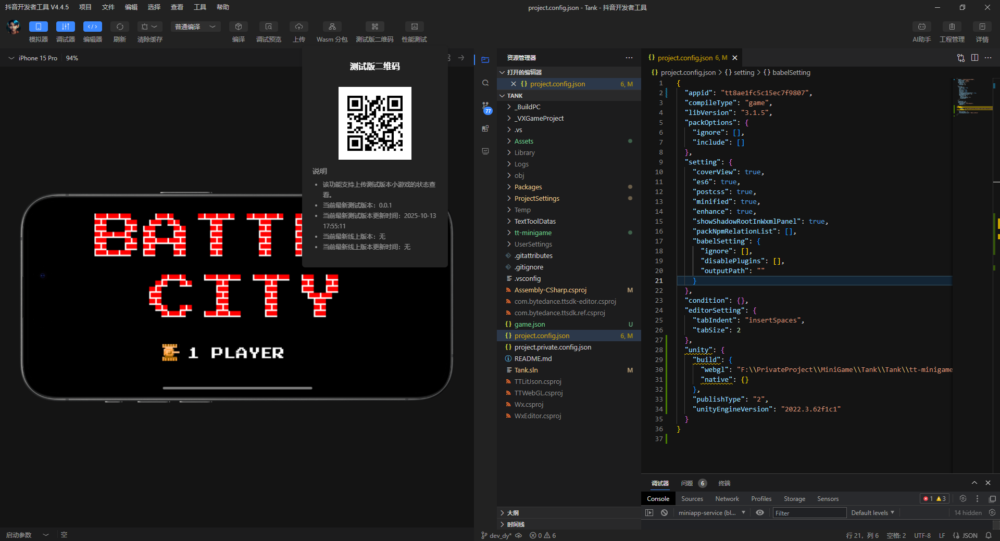 抖音开发者工具 V4.4.5 项目 文件 编辑 选择 查看 工具 帮助
project.config.json - Tank - 抖音开发者工具
普通编译
模拟器 调试器 编辑器 刷新 清除缓存 编译 调试预览 上传 Wasm 分包 测试版二维码 性能测试
AI助手 工程管理 详情
iPhone 15 Pro 94%
测试版二维码
说明
该功能支持上传测试版本小游戏的状态查
看。
当前最新测试版本：0.0.1
当前最新测试版本更新时间：2025-10-13
17:55:11
当前最新线上版本：无
当前最新线上版本更新时间：无
BATT
CITY
1 PLAYER
启动参数 空
资源管理器
打开的编辑器
project.config.json 6, M
TANK
_BuildPC
77
_VXGameProject
.vs
Assets
Library
Logs
obj
Packages
ProjectSettings
Temp
TextToolDatas
tt-minigame
UserSettings
.gitattributes
.gitignore
.vsconfig
Assembly-CSharp.csproj M
com.bytedance.ttsdk-editor.csproj
com.bytedance.ttsdk.ref.csproj
{} game.json U
{} project.config.json 6, M
{} project.private.config.json
README.md
Tank.sln M
TTLitJson.csproj
TTWebGL.csproj
Wx.csproj
WxEditor.csproj
大纲
时间线
{} project.config.json 6, M
{} project.config.json > {} setting > {} babelSetting
1 {
2 "appid": "tt8ae1fc5c15ec7f9807",
3 "compileType": "game",
4 "libVersion": "3.1.5",
5 "packOptions": {
6 "ignore": [],
7 "include": []
8 },
9 "setting": {
10 "coverView": true,
11 "es6": true,
12 "postcss": true,
13 "minified": true,
14 "enhance": true,
15 "showShadowRootInWxmlPanel": true,
16 "packNpmRelationList": [],
17 "babelSetting": {
18 "ignore": [],
19 "disablePlugins": [],
20 "outputPath": ""
21 }
22 },
23 "condition": {},
24 "editorSetting": {
25 "tabIndent": "insertSpaces",
26 "tabSize": 2
27 },
28 "unity": {
29 "build": {
30 "webgl": "F:\\PrivateProject\\MiniGame\\Tank\\Tank\\tt-minigame
31 "native": {}
32 },
33 "publishType": "2",
34 "unityEngineVersion": "2022.3.62f1c1"
35 }
36 }
37
调试器 问题 6 终端
Console Sources Network Profiles Storage Sensors 1 3
miniapp-service (bl... Filter Default levels 14 hidden
dev_dy* 0 6
行 21，列 6 空格: 2 UTF-8 LF JSON